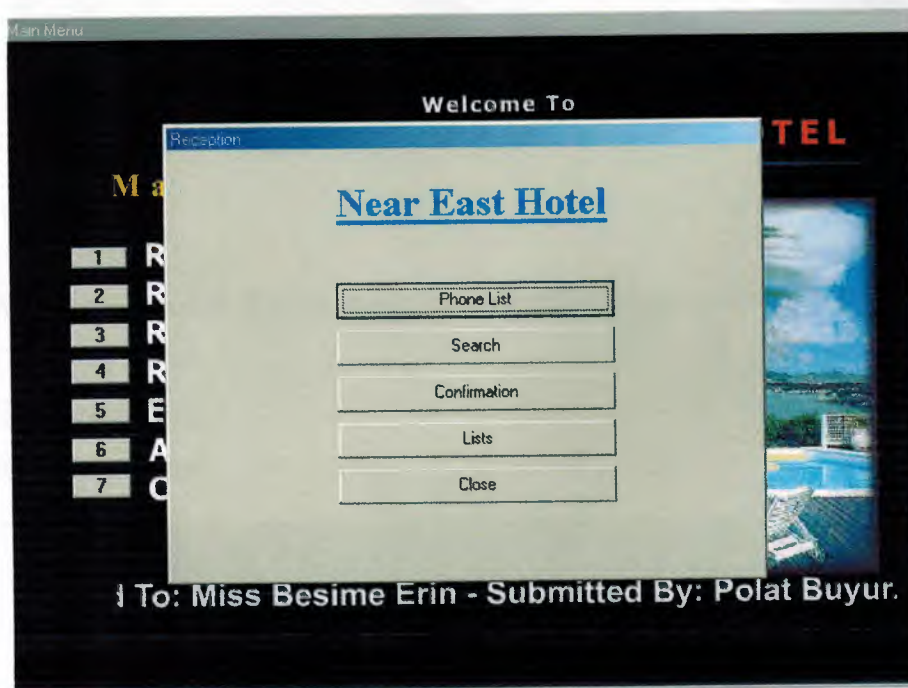 Main Menu
Welcome To
Reception
TEL
Ma
Near East Hotel
1 R
2 R
3 R
4 R
5 E
6 A
7 C
Phone List
Search
Confirmation
Lists
Close
To: Miss Besime Erin - Submitted By: Polat Buyur.